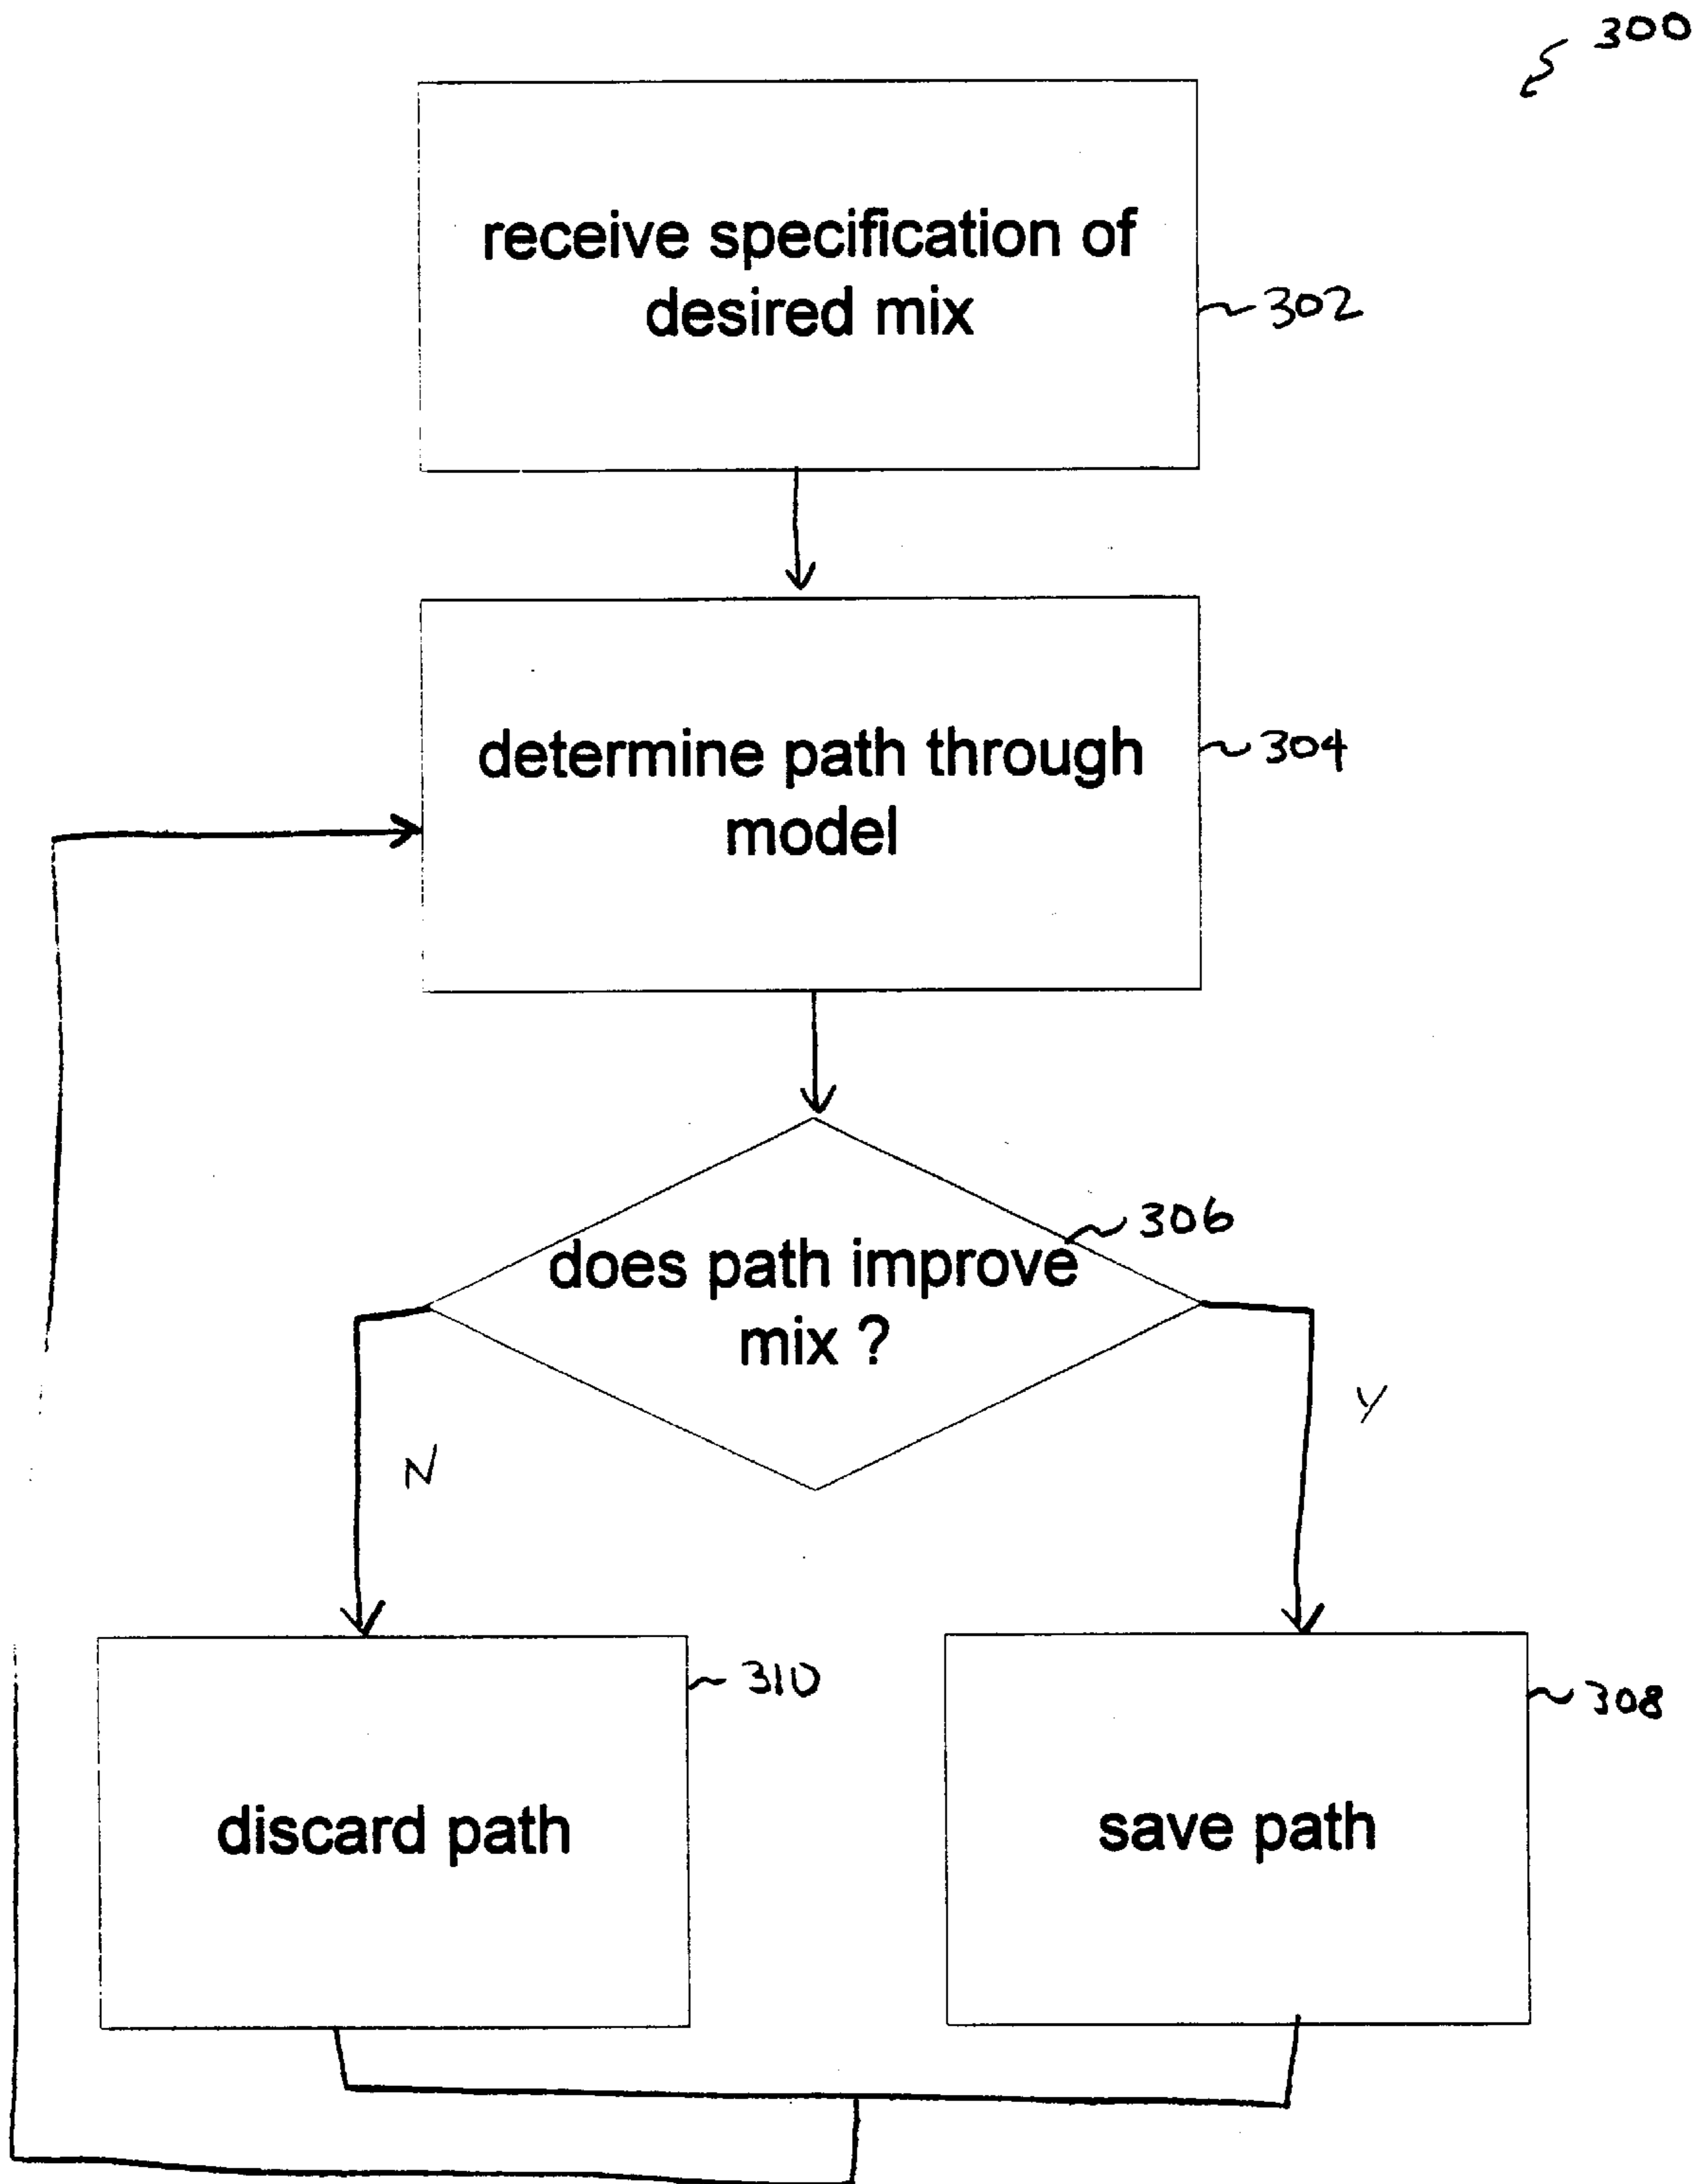 300
receive specification of
desired mix
302
determine path through
model
304
306
does path improve
mix ?
N
Y
310
308
discard path
save path